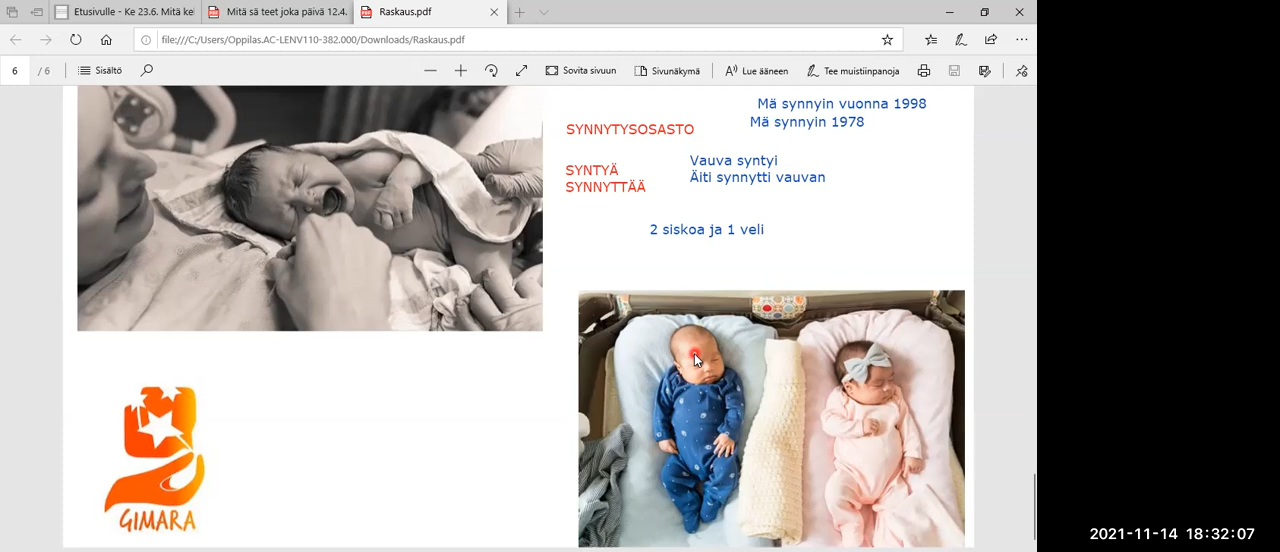 Etusivulle - Ke 23.6. Mitä ke
Mitä sä teet joka päivä 12.4.
Raskaus.pdf
file:///C:/Users/Oppilas.AC-LENV110-382.000/Downloads/Raskaus.pdf
6 / 6
Sisältö
Sovita sivuun
Sivunäkymä
Lue ääneen
Tee muistiinpanoja
Mä synnyin vuonna 1998
Mä synnyin 1978
SYNNYTYSOSASTO
Vauva syntyi
SYNTYÄ
Äiti synnytti vauvan
SYNNYTTÄÄ
2 siskoa ja 1 veli
GIMARA
2021-11-14 18:32:07